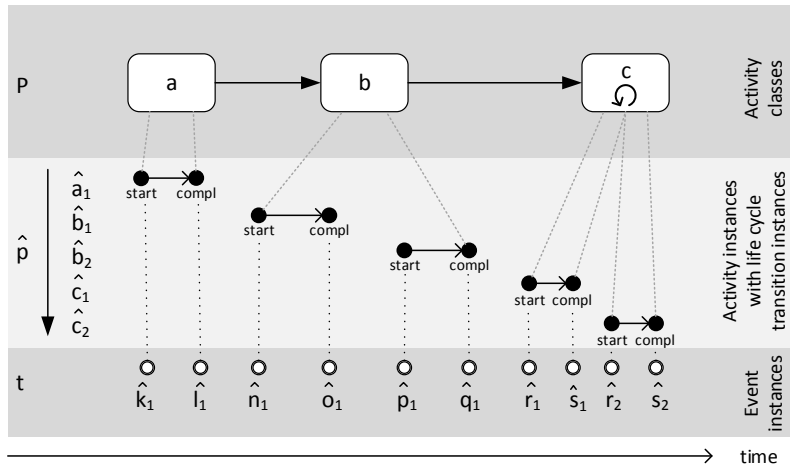 P
a
b
c
Activity
classes
p̂
â₁
b̂₁
b̂₂
ĉ₁
ĉ₂
start compl
start compl
start compl
start compl
start compl
Activity instances
with life cycle
transition instances
t
k̂₁ l̂₁ n̂₁ ô₁ p̂₁ q̂₁ r̂₁ ŝ₁ r̂₂ ŝ₂
Event
instances
time